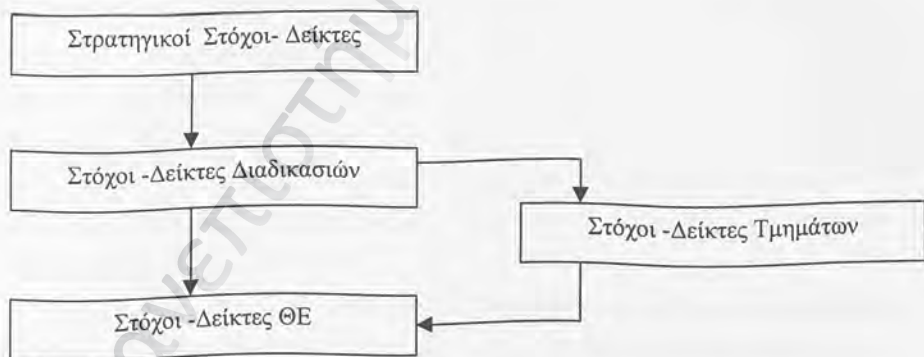 Στρατηγικοί Στόχοι- Δείκτες
Στόχοι -Δείκτες Διαδικασιών
Στόχοι -Δείκτες Τμημάτων
Στόχοι -Δείκτες ΘΕ